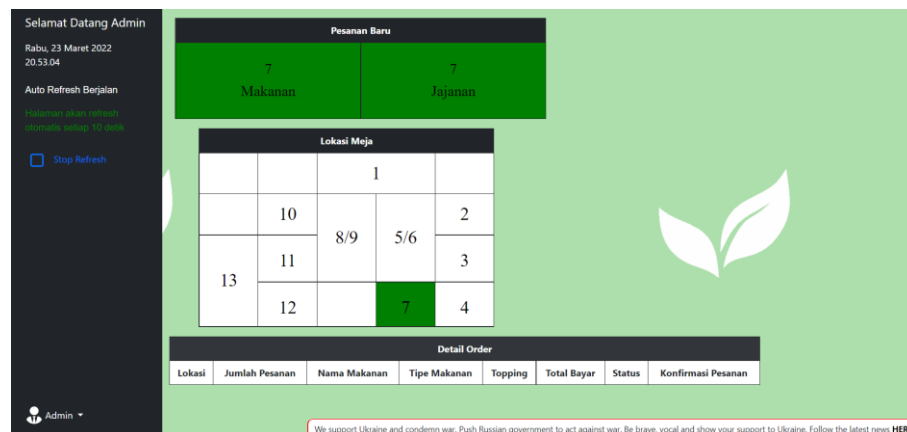 Selamat Datang Admin
Rabu, 23 Maret 2022
20.53.04
Auto Refresh Berjalan
Halaman akan refresh
otomatis setiap 10 detik
Stop Refresh
Admin
Pesanan Baru
7 7
Makanan Jajanan
Lokasi Meja
1
10 2
8/9 5/6
11 3
13
12 7 4
Detail Order
Lokasi Jumlah Pesanan Nama Makanan Tipe Makanan Topping Total Bayar Status Konfirmasi Pesanan
We support Ukraine and condemn war. Push Russian government to act against war. Be brave, vocal and show your support to Ukraine. Follow the latest news HER